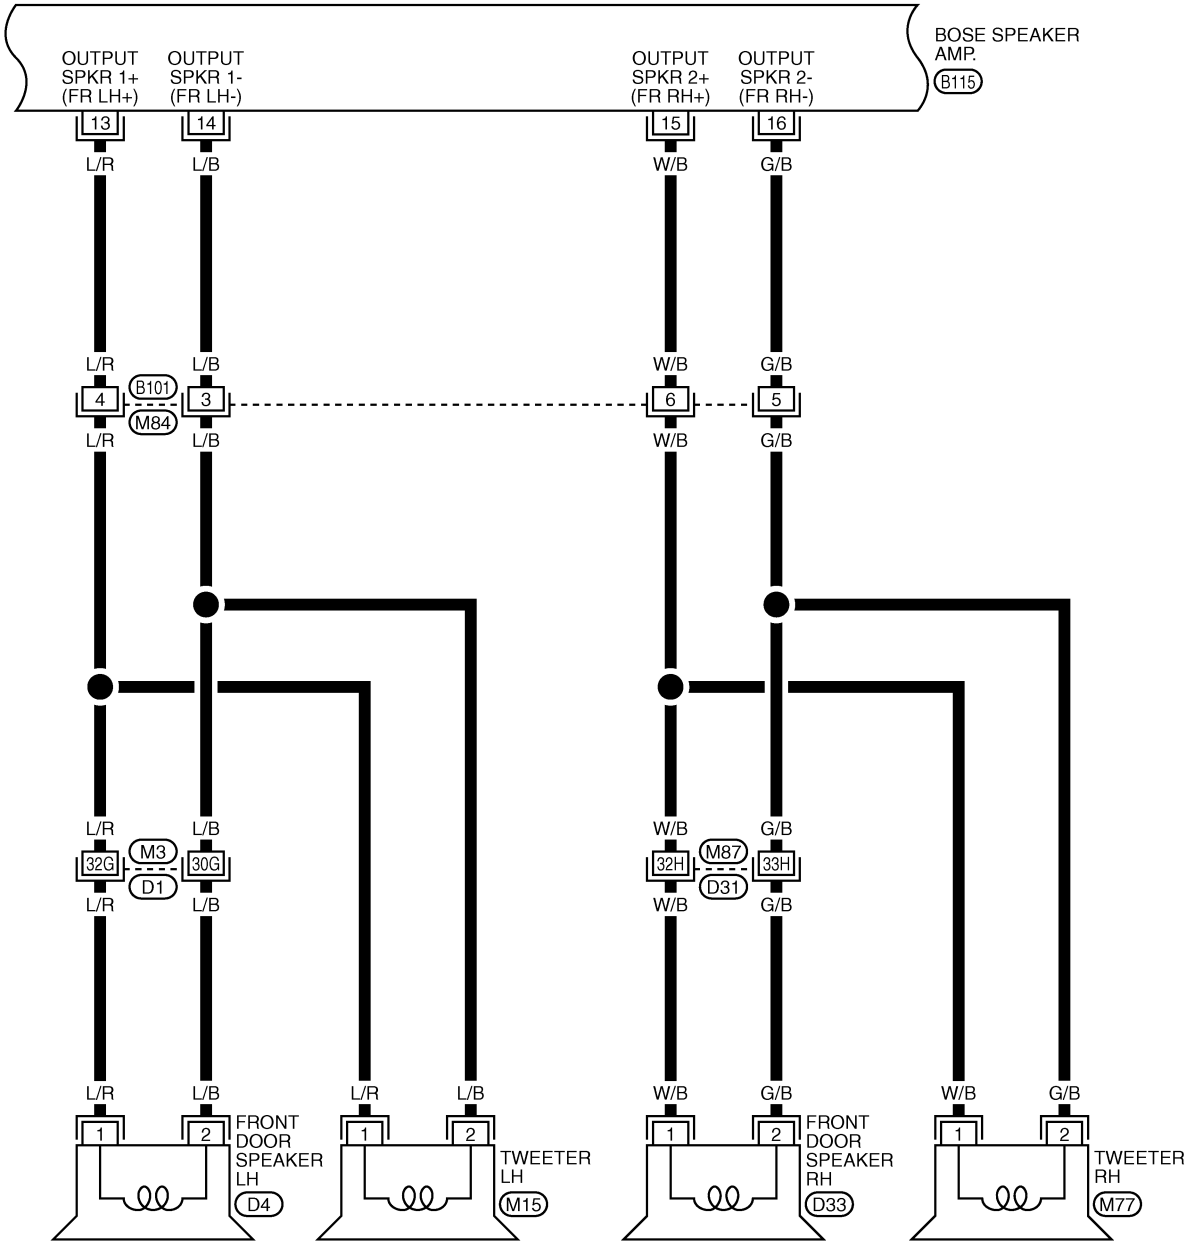 BOSE SPEAKER
AMP.
B115
OUTPUT
SPKR 1+
(FR LH+)
OUTPUT
SPKR 1-
(FR LH-)
OUTPUT
SPKR 2+
(FR RH+)
OUTPUT
SPKR 2-
(FR RH-)
13 14 15 16
L/R L/B W/B G/B
L/R L/B W/B G/B
B101
4 3 6 5
M84
L/R L/B W/B G/B
L/R L/B W/B G/B
M3 M87
32G 30G 32H 33H
D1 D31
L/R L/B W/B G/B
L/R L/B L/R L/B W/B G/B W/B G/B
1 2 1 2 1 2 1 2
FRONT
DOOR
SPEAKER
LH
D4
TWEETER
LH
M15
FRONT
DOOR
SPEAKER
RH
D33
TWEETER
RH
M77